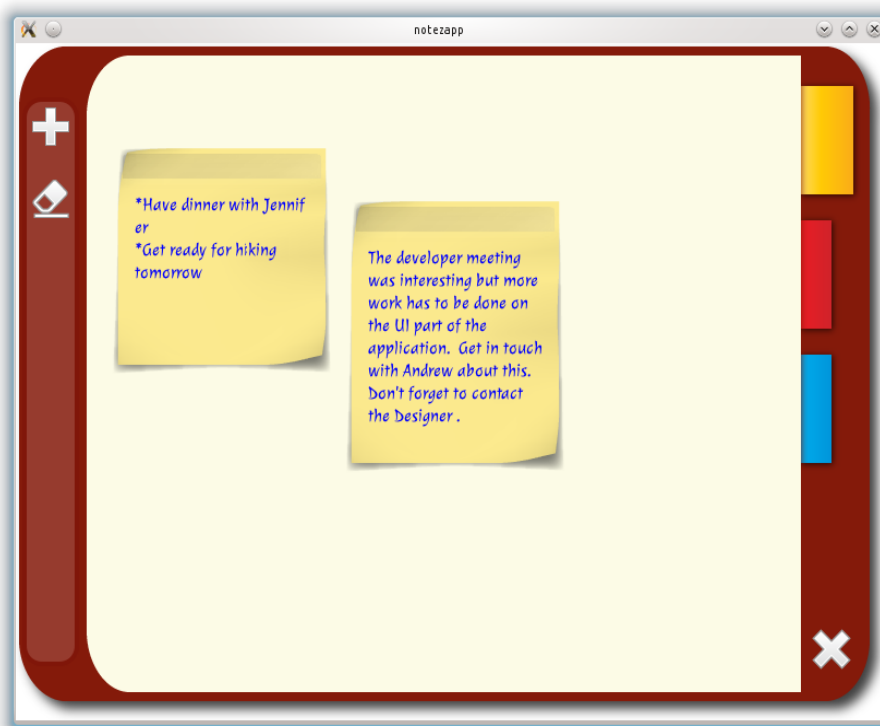 notezapp
*Have dinner with Jennif
er
*Get ready for hiking
tomorrow
The developer meeting
was interesting but more
work has to be done on
the UI part of the
application.  Get in touch
with Andrew about this.
Don't forget to contact
the Designer .